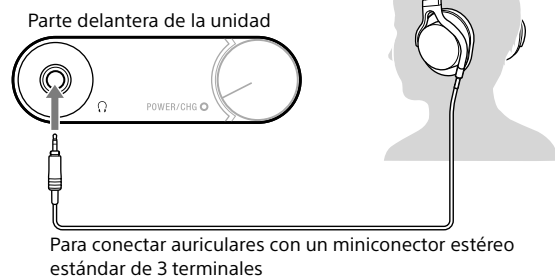 Parte delantera de la unidad
POWER/CHG
Para conectar auriculares con un miniconector estéreo
estándar de 3 terminales